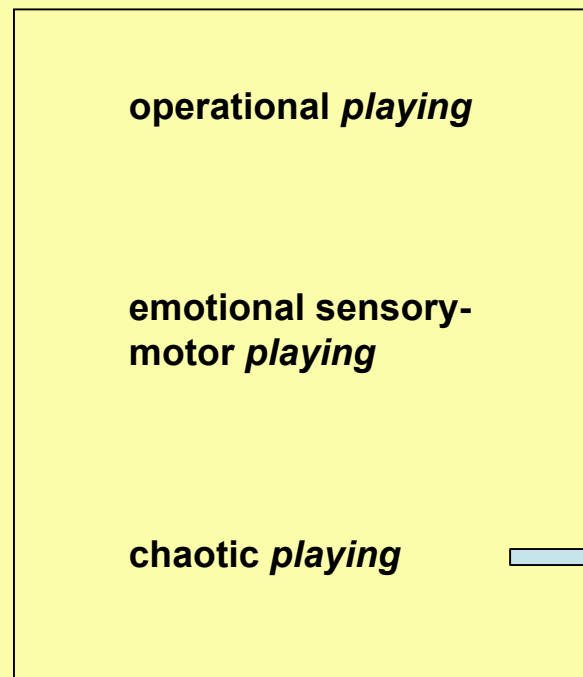 operational playing
emotional sensory-
motor playing
chaotic playing